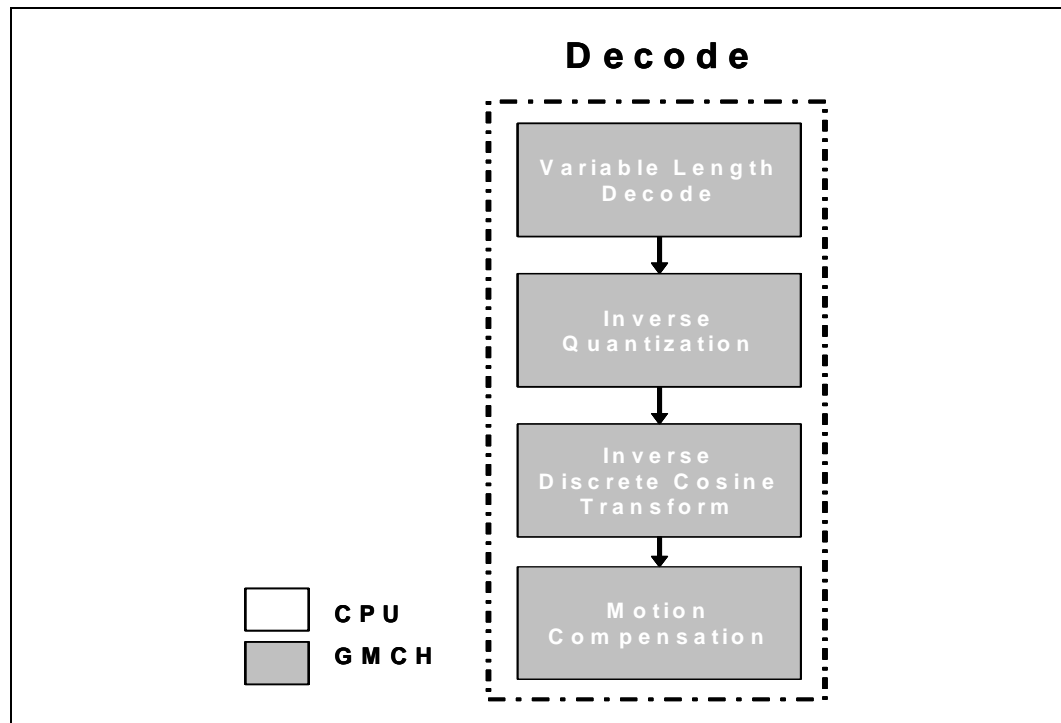 Decode
Variable Length
Decode
Inverse
Quantization
Inverse
Discrete Cosine
Transform
Motion
Compensation
CPU
GMCH